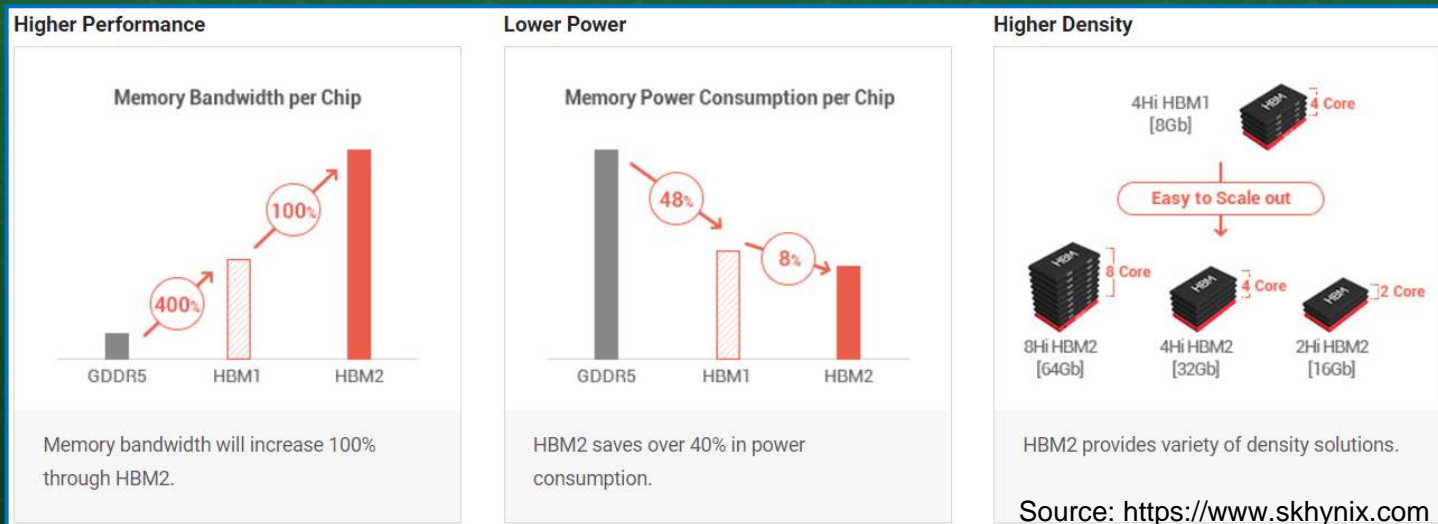 Higher Performance
Memory Bandwidth per Chip
400%
100%
GDDR5
HBM1
HBM2
Memory bandwidth will increase 100%
through HBM2.
Lower Power
Memory Power Consumption per Chip
48%
8%
GDDR5
HBM1
HBM2
HBM2 saves over 40% in power
consumption.
Higher Density
4Hi HBM1
[8Gb]
HBM
4 Core
Easy to Scale out
HBM
8 Core
8Hi HBM2
[64Gb]
HBM
4 Core
4Hi HBM2
[32Gb]
HBM
2 Core
2Hi HBM2
[16Gb]
HBM2 provides variety of density solutions.
Source: https://www.skhynix.com